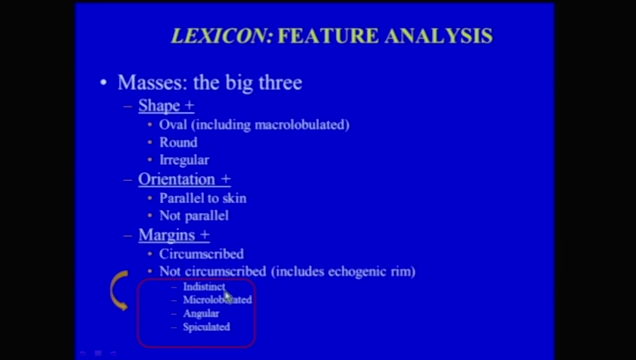 LEXICON: FEATURE ANALYSIS
• Masses: the big three
– Shape +
• Oval (including macrolobulated)
• Round
• Irregular
– Orientation +
• Parallel to skin
• Not parallel
– Margins +
• Circumscribed
• Not circumscribed (includes echogenic rim)
– Indistinct
– Microlobulated
– Angular
– Spiculated